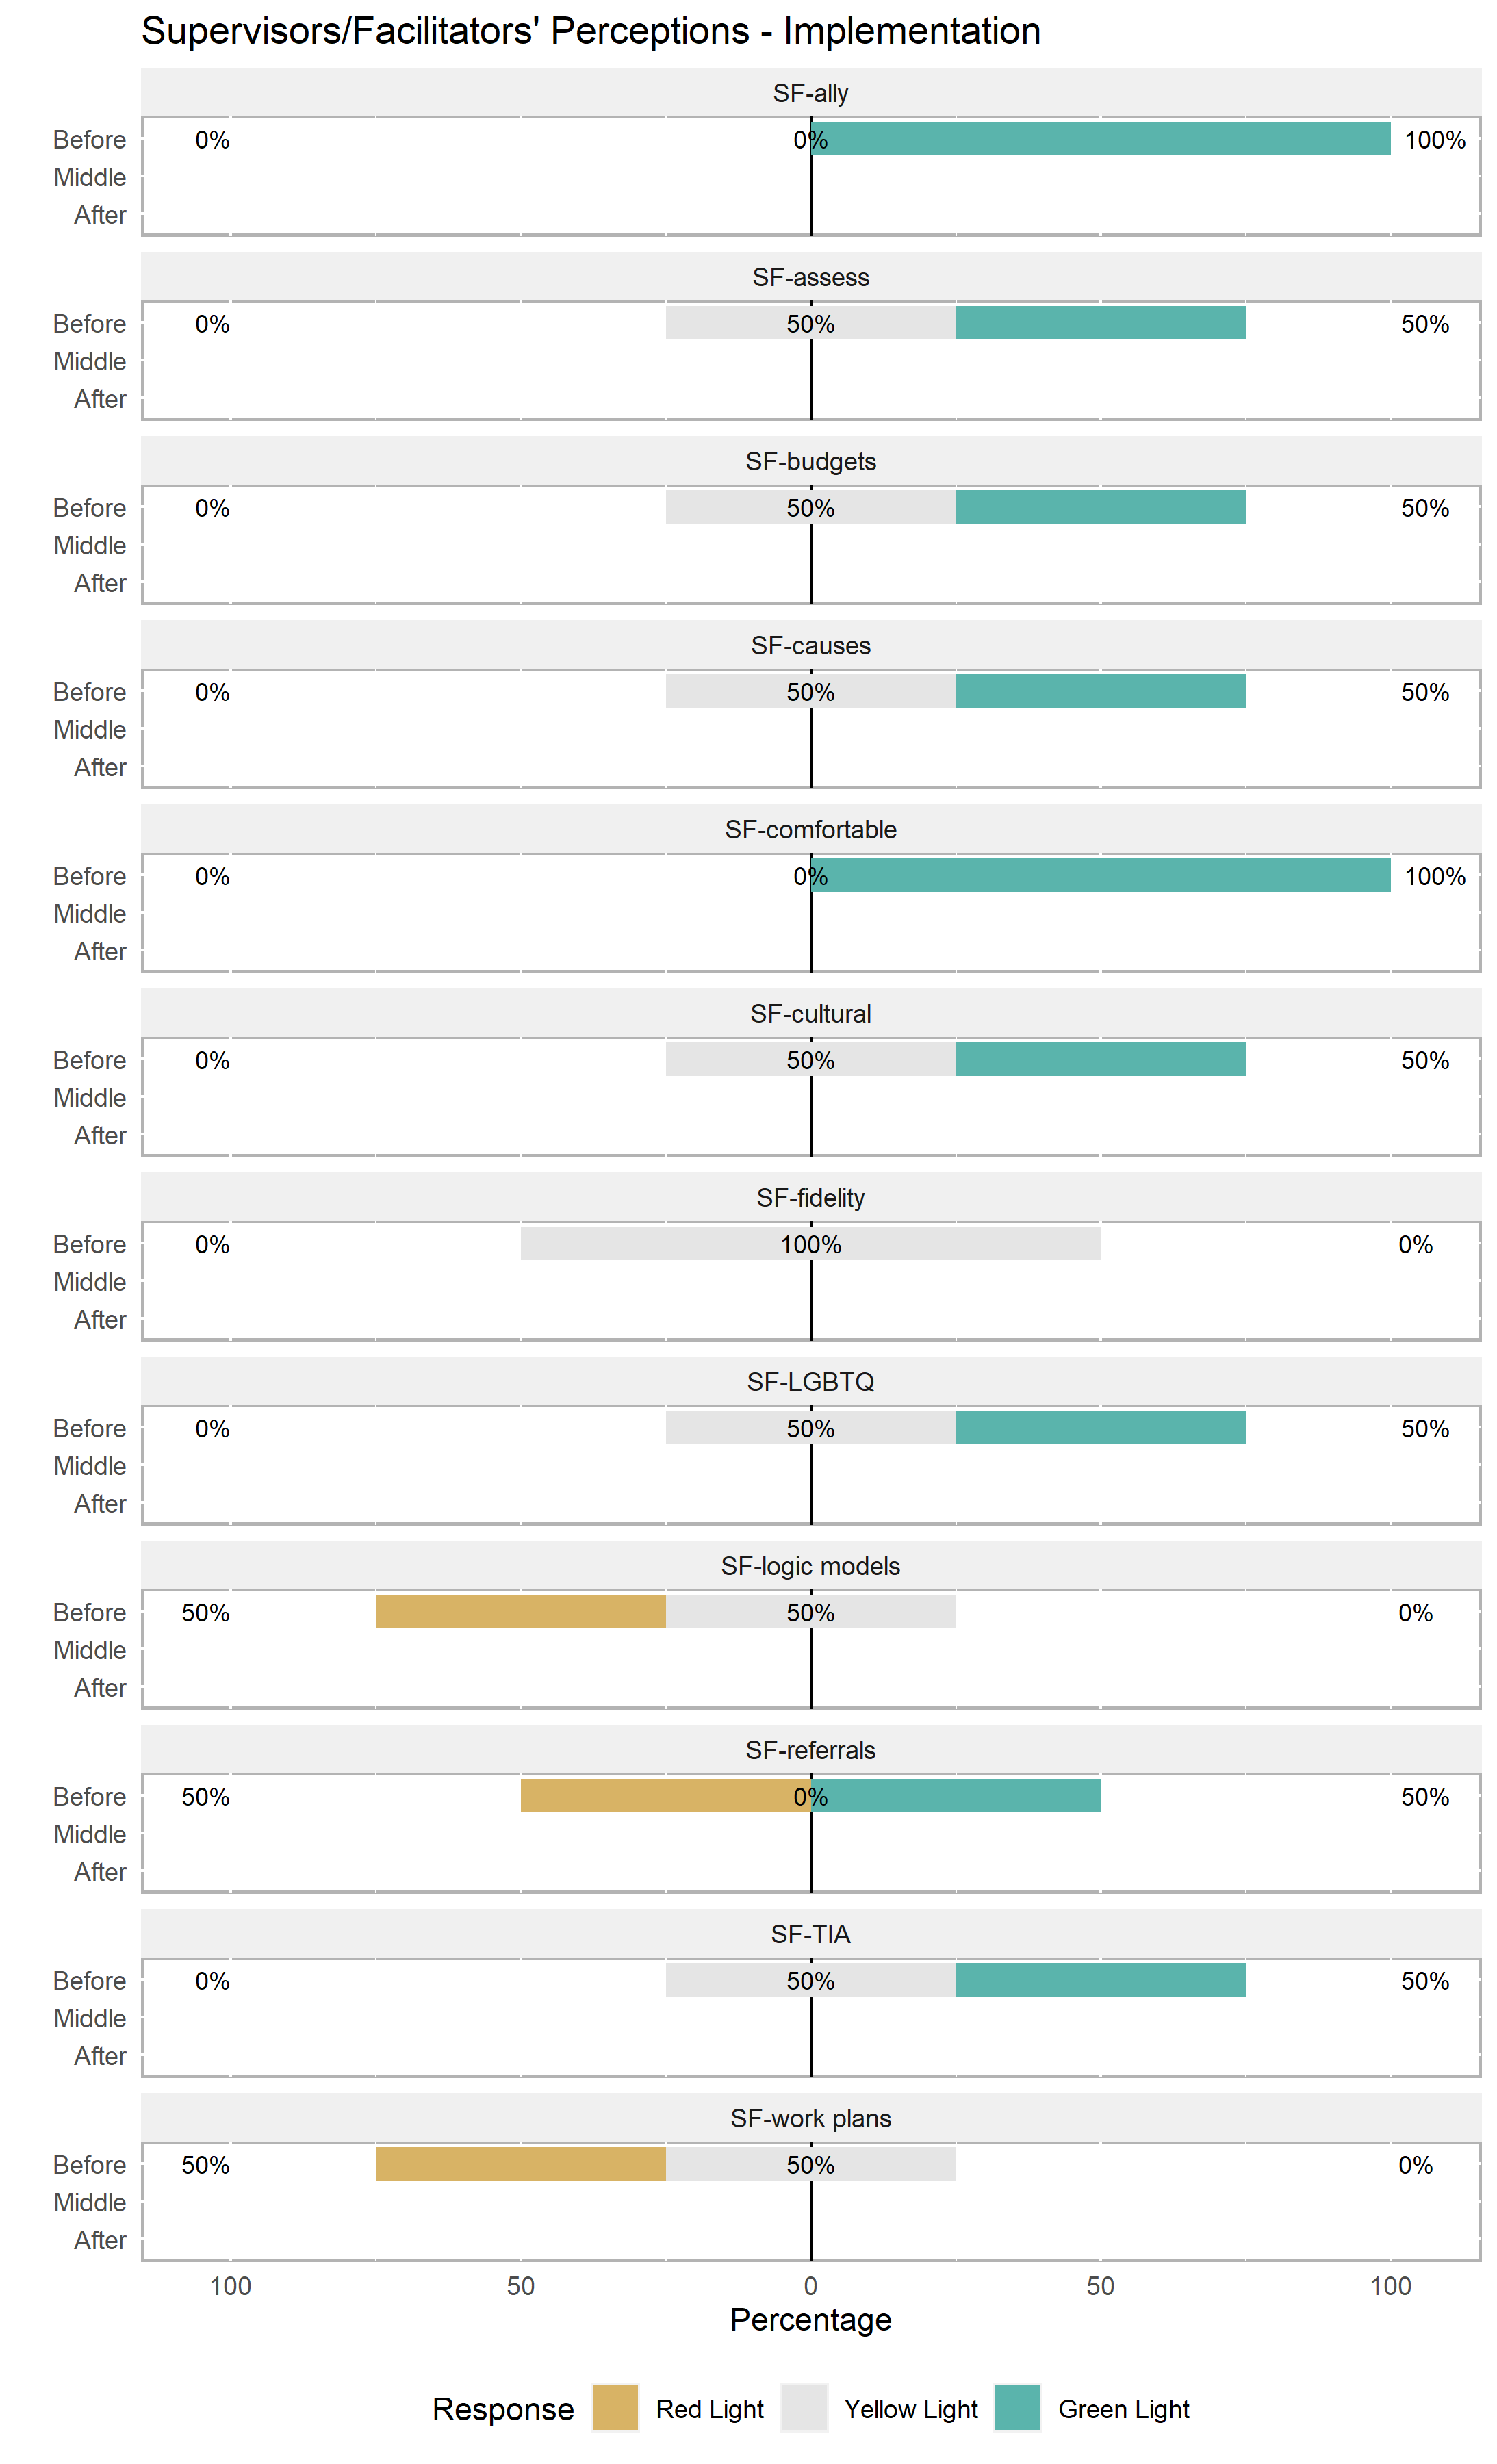 Supervisors/Facilitators' Perceptions - Implementation
SF-ally
Before 0% 0% 100%
Middle
After
SF-assess
Before 0% 50% 50%
Middle
After
SF-budgets
Before 0% 50% 50%
Middle
After
SF-causes
Before 0% 50% 50%
Middle
After
SF-comfortable
Before 0% 0% 100%
Middle
After
SF-cultural
Before 0% 50% 50%
Middle
After
SF-fidelity
Before 0% 100% 0%
Middle
After
SF-LGBTQ
Before 0% 50% 50%
Middle
After
SF-logic models
Before 50% 50% 0%
Middle
After
SF-referrals
Before 50% 0% 50%
Middle
After
SF-TIA
Before 0% 50% 50%
Middle
After
SF-work plans
Before 50% 50% 0%
Middle
After
100 50 0 50 100
Percentage
Response Red Light Yellow Light Green Light